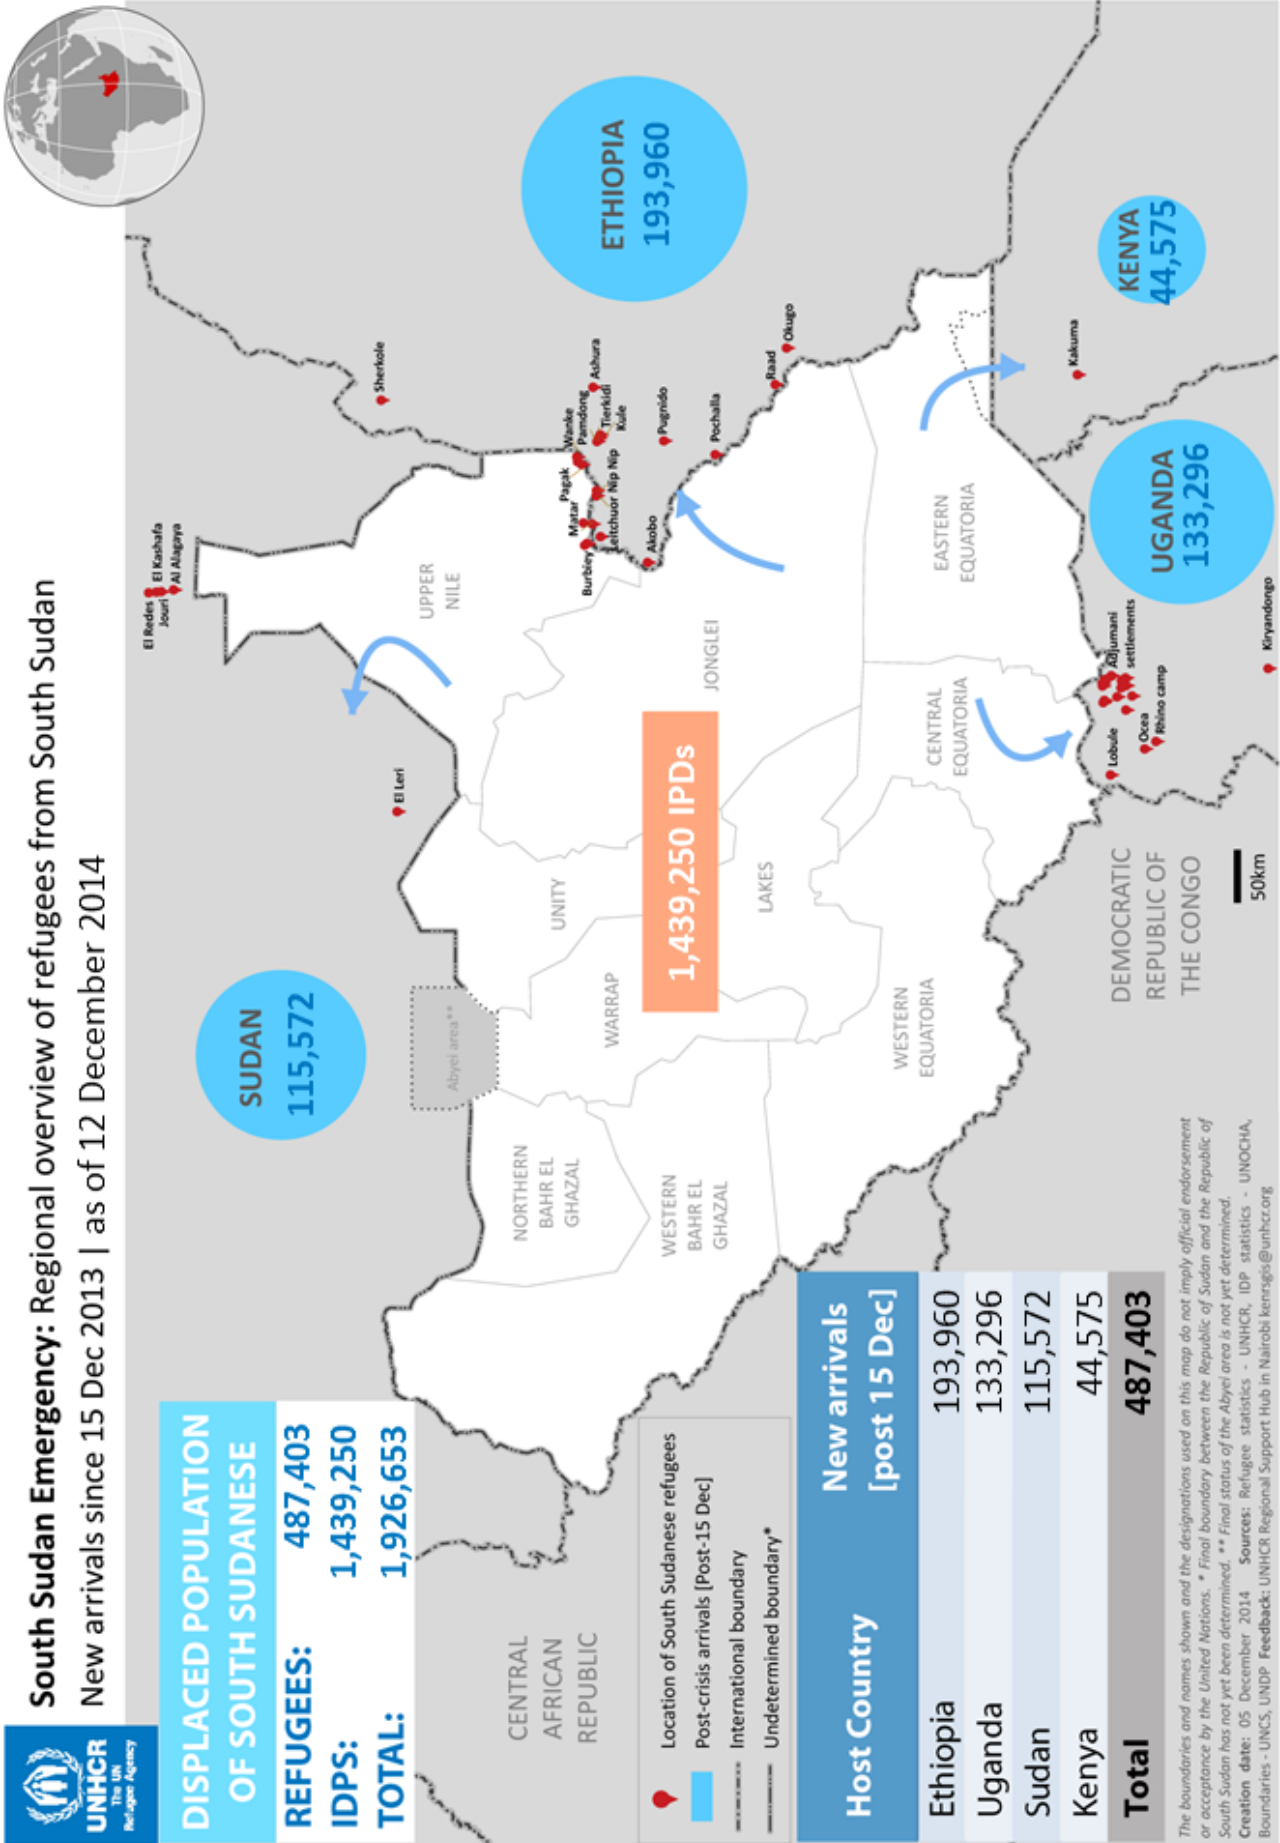 UNHCR
The UN
Refugee Agency
South Sudan Emergency: Regional overview of refugees from South Sudan
New arrivals since 15 Dec 2013 | as of 12 December 2014
DISPLACED POPULATION
OF SOUTH SUDANESE
REFUGEES: 487,403
IDPS: 1,439,250
TOTAL: 1,926,653
SUDAN
115,572
El Redes
El Kashafa
Jouri
Al Alagaya
El Leri
Abyei area**
Sherkole
ETHIOPIA
193,960
Wanke
Pamdong
Ashura
Tierkidi
Kule
Pagak
Nip Nip
Matar
Leitchuor
Burbiey
Akobo
Pugnido
Pochalla
Raad
Okugo
UPPER
NILE
UNITY
NORTHERN
BAHR EL
GHAZAL
WARRAP
WESTERN
BAHR EL
GHAZAL
JONGLEI
1,439,250 IPDs
LAKES
WESTERN
EQUATORIA
CENTRAL
EQUATORIA
EASTERN
EQUATORIA
CENTRAL
AFRICAN
REPUBLIC
DEMOCRATIC
REPUBLIC OF
THE CONGO
KENYA
44,575
Kakuma
UGANDA
133,296
Adjumani
settlements
Lobule
Ocea
Rhino camp
Kiryandongo
50km
Location of South Sudanese refugees
Post-crisis arrivals [Post-15 Dec]
International boundary
Undetermined boundary*
Host Country New arrivals
[post 15 Dec]
Ethiopia 193,960
Uganda 133,296
Sudan 115,572
Kenya 44,575
Total 487,403
The boundaries and names shown and the designations used on this map do not imply official endorsement
or acceptance by the United Nations. * Final boundary between the Republic of Sudan and the Republic of
South Sudan has not yet been determined. ** Final status of the Abyei area is not yet determined.
Creation date: 05 December 2014 Sources: Refugee statistics - UNHCR, IDP statistics - UNOCHA,
Boundaries - UNCS, UNDP Feedback: UNHCR Regional Support Hub in Nairobi kenrsgis@unhcr.org